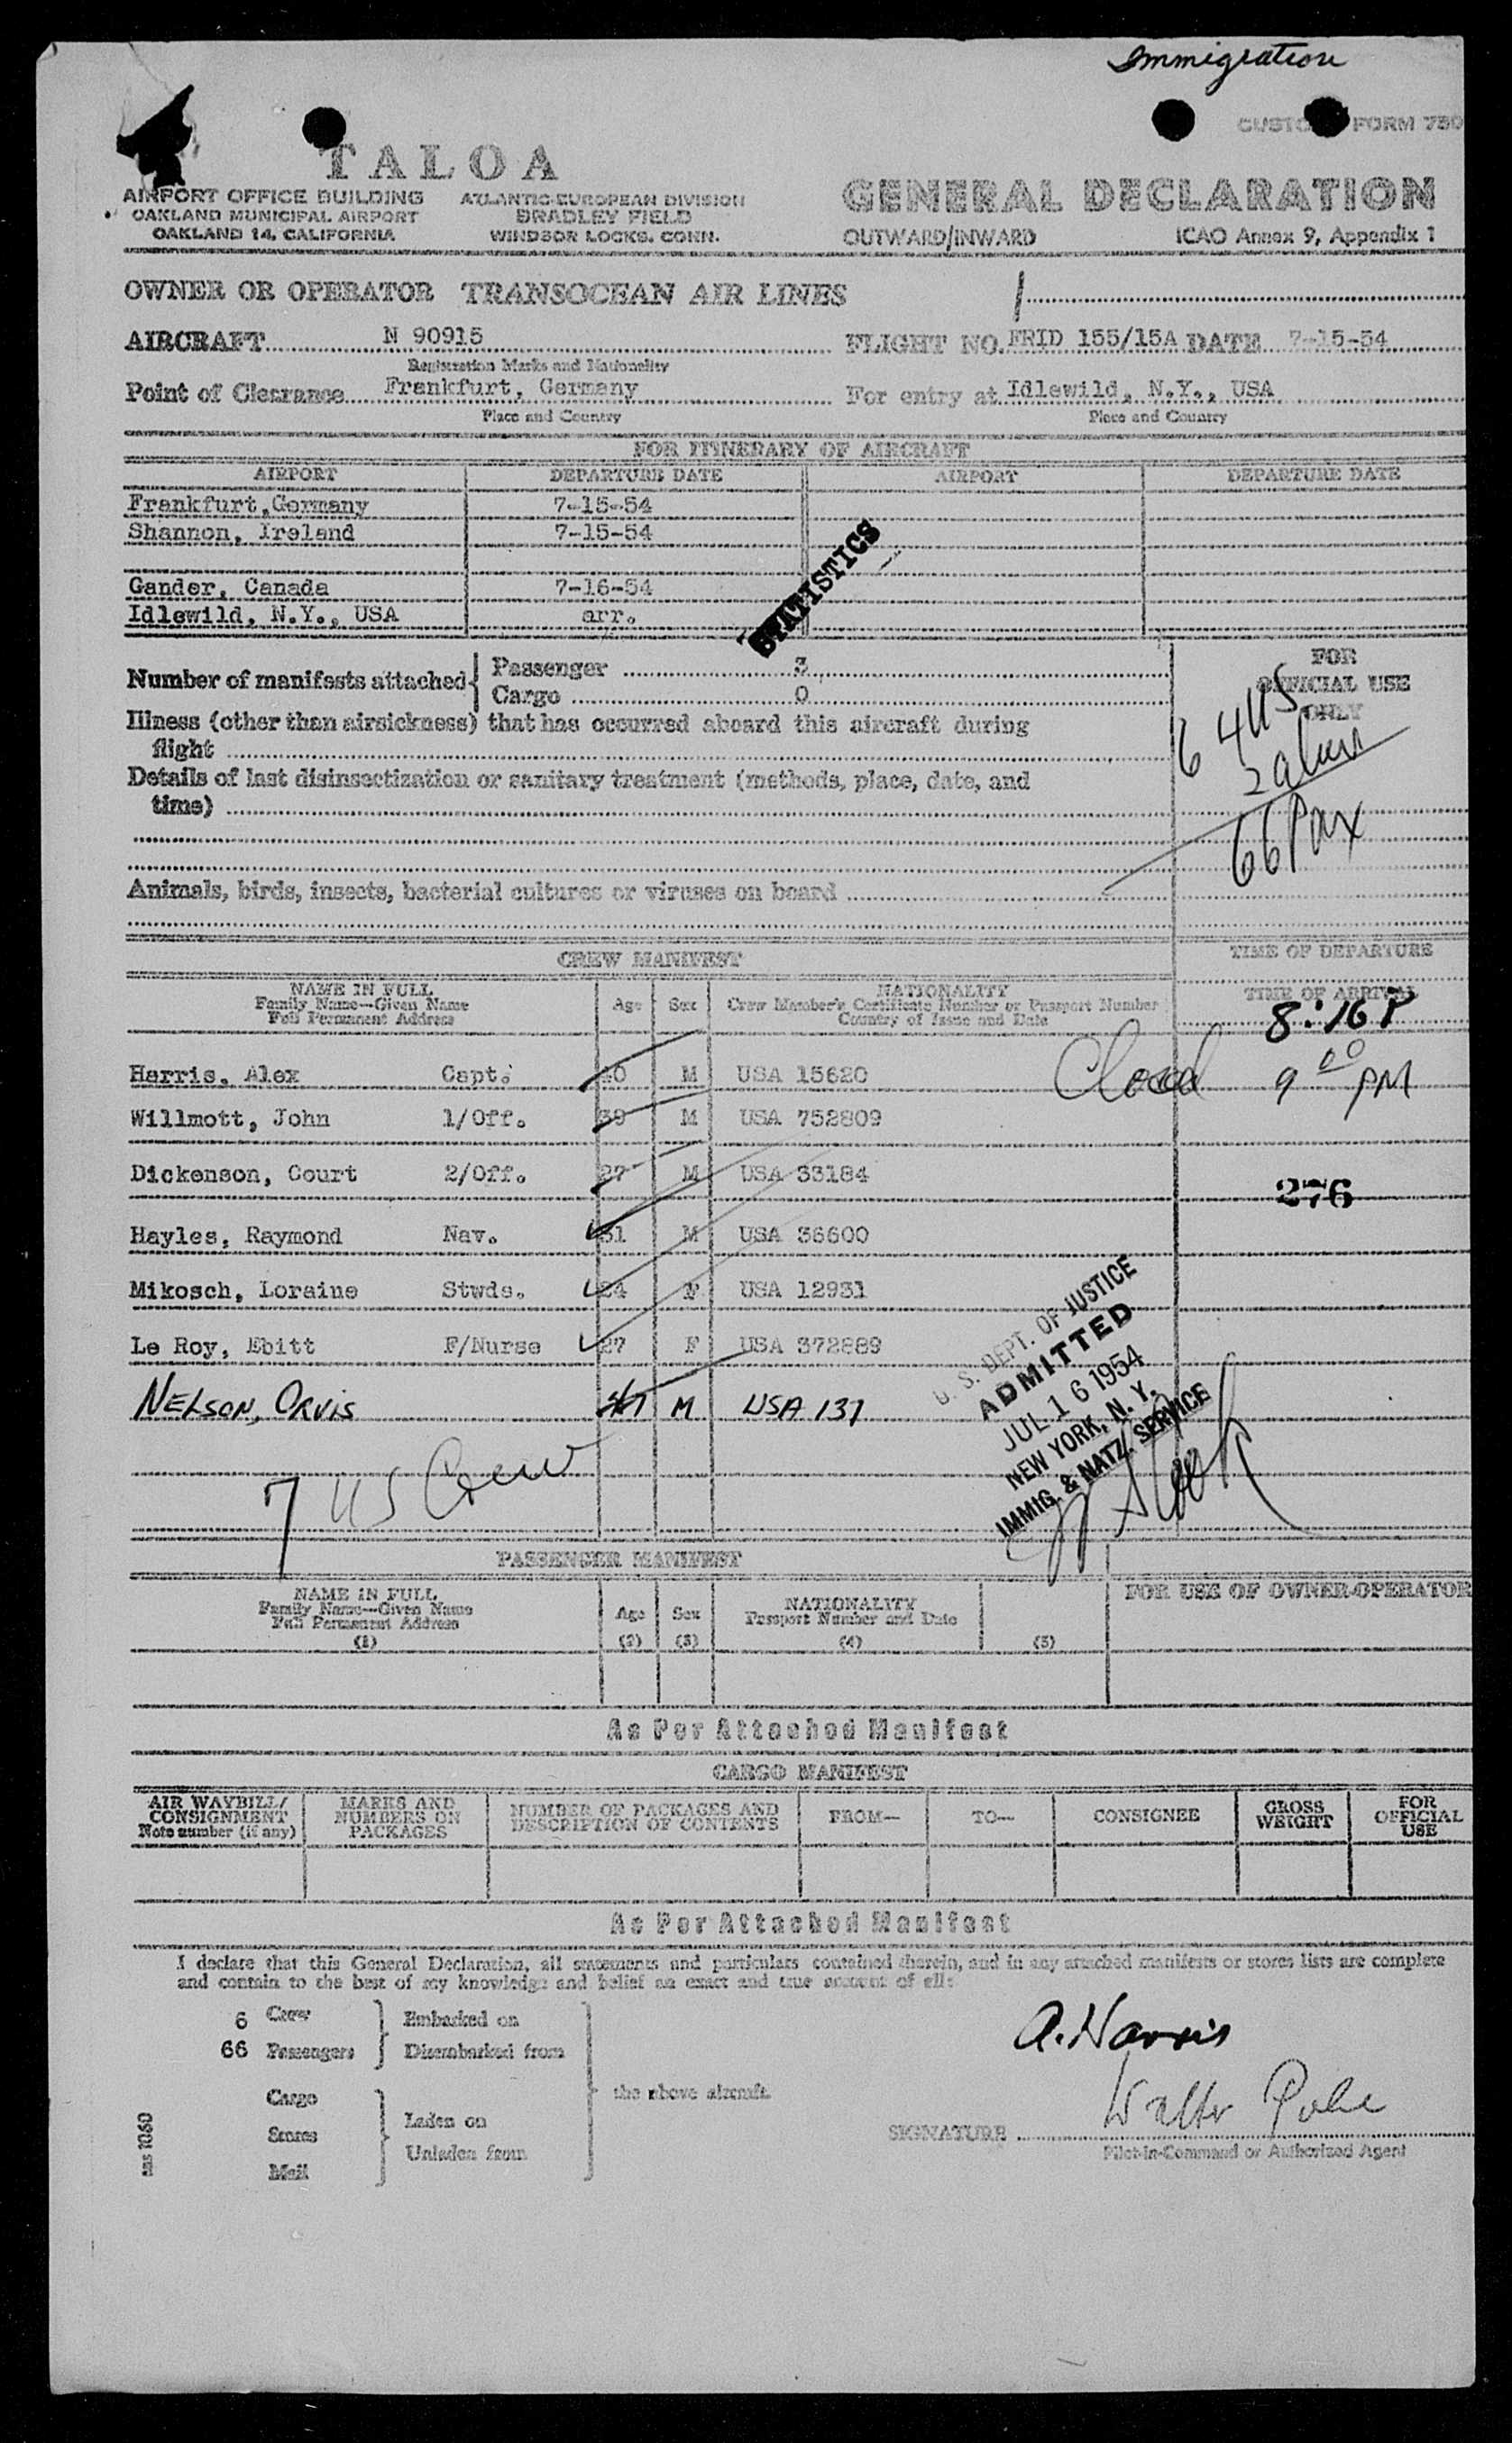 Immigration
CUSTOMS FORM 750
TALOA
AIRPORT OFFICE BUILDING
OAKLAND MUNICIPAL AIRPORT
OAKLAND 14, CALIFORNIA
ATLANTIC-EUROPEAN DIVISION
BRADLEY FIELD
WINDSOR LOCKS, CONN.
GENERAL DECLARATION
OUTWARD/INWARD ICAO Annex 9, Appendix 1
OWNER OR OPERATOR TRANSOCEAN AIR LINES
AIRCRAFT N 90915 FLIGHT NO. FRID 155/15A DATE 7-15-54
Registration Marks and Nationality
Point of Clearance Frankfurt, Germany For entry at Idlewild, N.Y., USA
Place and Country Place and Country
FOR ITINERARY OF AIRCRAFT
AIRPORT DEPARTURE DATE AIRPORT DEPARTURE DATE
Frankfurt, Germany 7-15-54
Shannon, Ireland 7-15-54
Gander, Canada 7-16-54
Idlewild, N.Y., USA arr.
STATISTICS
Number of manifests attached Passenger 3
Cargo 0
FOR OFFICIAL USE ONLY
Illness (other than airsickness) that has occurred aboard this aircraft during
flight
Details of last disinsectization or sanitary treatment (methods, place, date, and
time)
64 US
2 alien
66 Pax
Animals, birds, insects, bacterial cultures or viruses on board
CREW MANIFEST
TIME OF DEPARTURE
NAME IN FULL
Family Name—Given Name
Full Permanent Address
Age Sex
NATIONALITY
Crew Member's Certificate Number or Passport Number
Country of Issue and Date
TIME OF ARRIVAL
8:16 P
Closed 9 00 PM
Harris, Alex Capt. 40 M USA 15620
Willmott, John 1/Off. 39 M USA 752809
Dickenson, Court 2/Off. 27 M USA 33184
276
Hayles, Raymond Nav. 31 M USA 36600
Mikosch, Loraine Stwds. 24 F USA 12931
Le Roy, Ebitt F/Nurse 27 F USA 372889
NELSON, ORVIS 47 M USA 137
7 US Crew
U. S. DEPT. OF JUSTICE
ADMITTED
JUL 16 1954
NEW YORK, N. Y.
IMMIG. & NATZ. SERVICE
PASSENGER MANIFEST
NAME IN FULL
Family Name—Given Name
Full Permanent Address
(1)
Age
(2)
Sex
(3)
NATIONALITY
Passport Number and Date
(4) (5)
FOR USE OF OWNER-OPERATOR
As Per Attached Manifest
CARGO MANIFEST
AIR WAYBILL/
CONSIGNMENT
Note number (if any)
MARKS AND
NUMBERS ON
PACKAGES
NUMBER OF PACKAGES AND
DESCRIPTION OF CONTENTS
FROM— TO— CONSIGNEE
GROSS
WEIGHT
FOR
OFFICIAL
USE
As Per Attached Manifest
I declare that this General Declaration, all statements and particulars contained therein, and in any attached manifests or stores lists are complete
and contain to the best of my knowledge and belief an exact and true account of all:
6 Crew Embarked on
66 Passengers Disembarked from
the above aircraft.
Cargo
Stores
Mail
Laden on
Unladen from
A. Harris
Walter
SIGNATURE
Pilot-in-Command or Authorized Agent